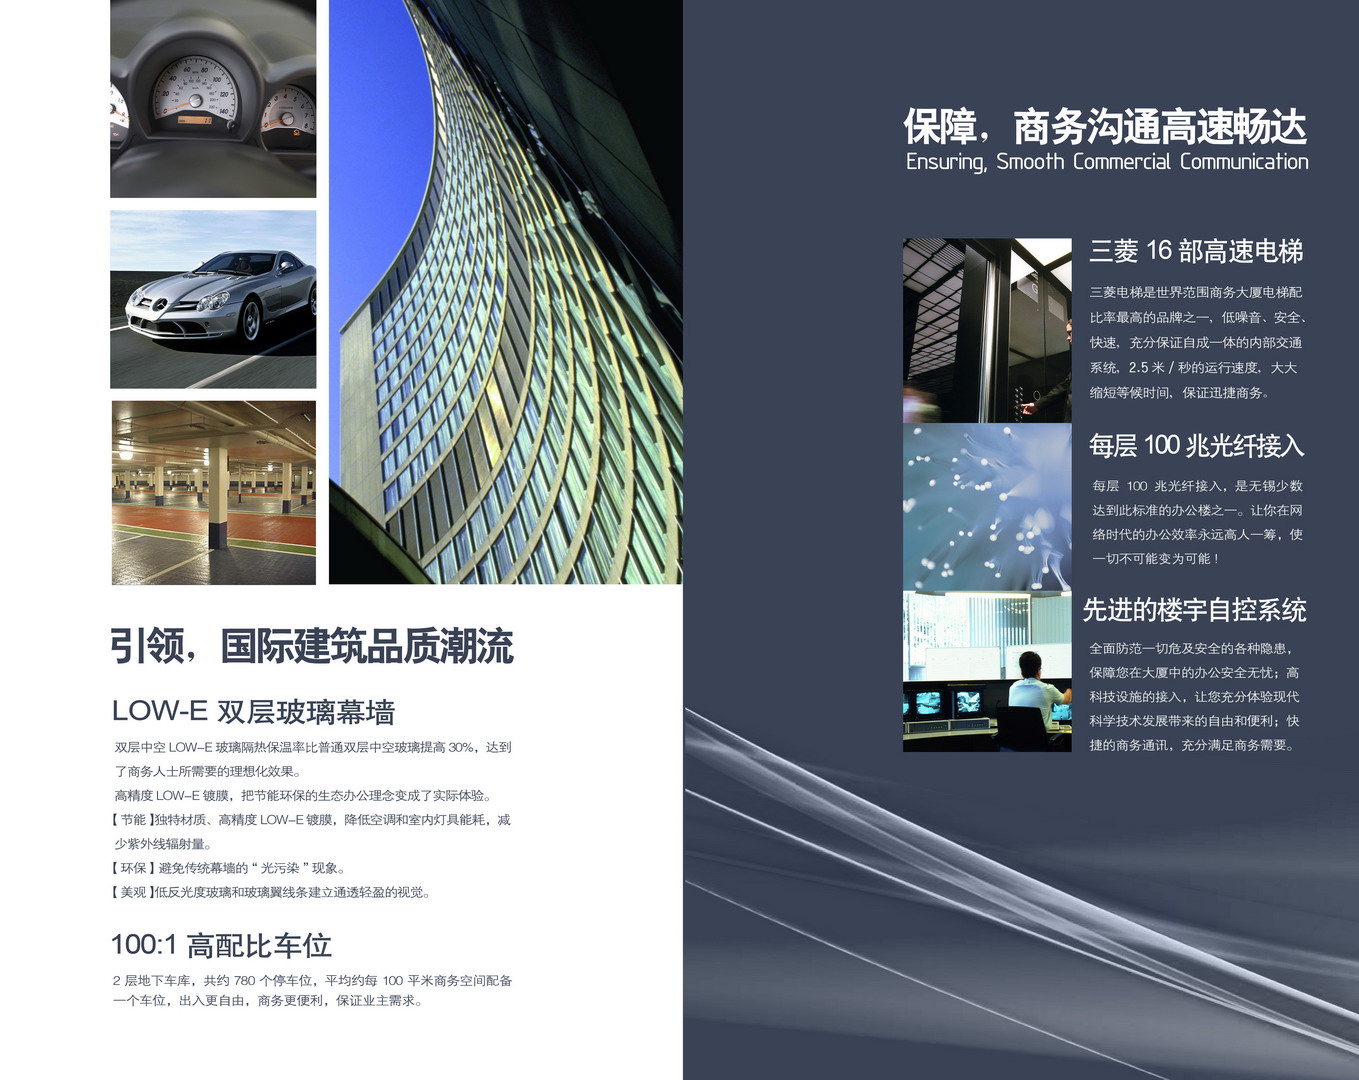 引领，国际建筑品质潮流
LOW-E 双层玻璃幕墙
双层中空 LOW-E 玻璃隔热保温率比普通双层中空玻璃提高 30%，达到
了商务人士所需要的理想化效果。
高精度 LOW-E 镀膜，把节能环保的生态办公理念变成了实际体验。
【节能】独特材质、高精度 LOW-E 镀膜，降低空调和室内灯具能耗，减
少紫外线辐射量。
【环保】避免传统幕墙的“光污染”现象。
【美观】低反光度玻璃和玻璃翼线条建立通透轻盈的视觉。
100:1 高配比车位
2 层地下车库，共约 780 个停车位，平均约每 100 平米商务空间配备
一个车位，出入更自由，商务更便利，保证业主需求。
保障，商务沟通高速畅达
Ensuring, Smooth Commercial Communication
三菱 16 部高速电梯
三菱电梯是世界范围商务大厦电梯配
比率最高的品牌之一，低噪音、安全、
快速，充分保证自成一体的内部交通
系统，2.5 米 / 秒的运行速度，大大
缩短等候时间，保证迅捷商务。
每层 100 兆光纤接入
每层 100 兆光纤接入，是无锡少数
达到此标准的办公楼之一。让你在网
络时代的办公效率永远高人一筹，使
一切不可能变为可能！
先进的楼宇自控系统
全面防范一切危及安全的各种隐患，
保障您在大厦中的办公安全无忧；高
科技设施的接入，让您充分体验现代
科学技术发展带来的自由和便利；快
捷的商务通讯，充分满足商务需要。